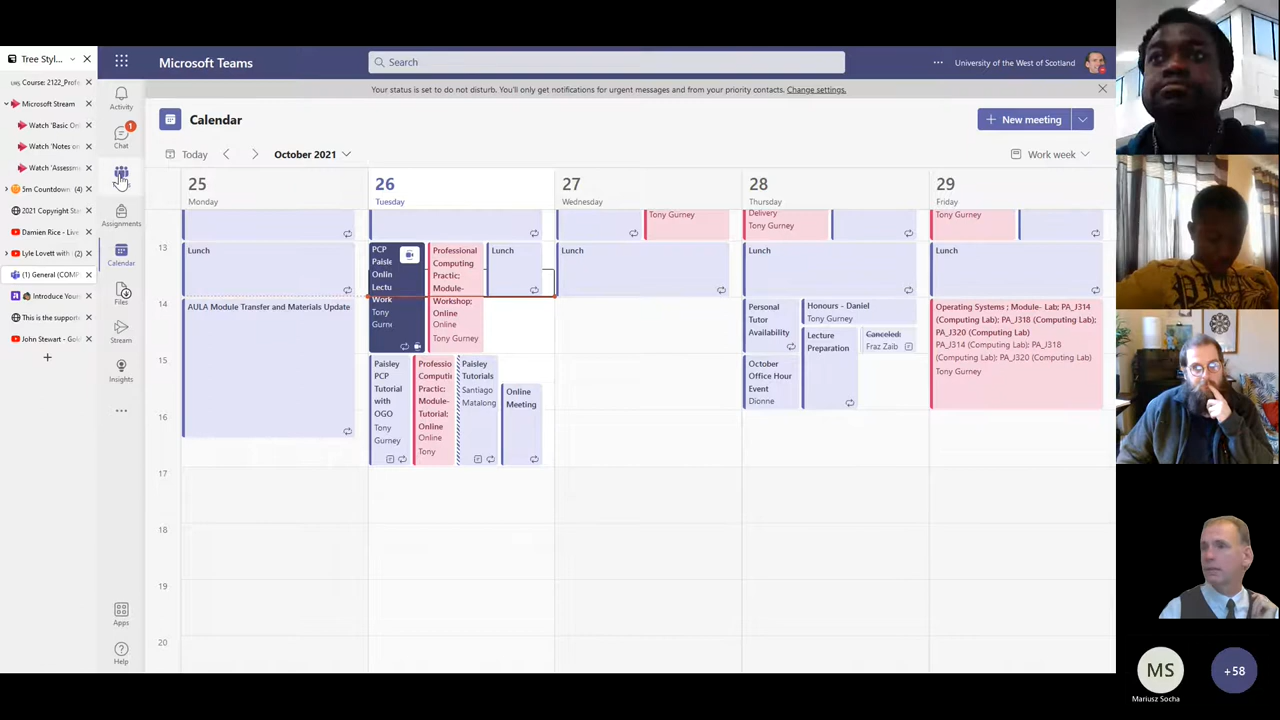 Tree Styl...
Course: 2122_Profe
Microsoft Stream
Watch 'Basic On
Watch 'Notes on
Watch 'Assessm
5m Countdown (4)
2021 Copyright Sta
Damien Rice - Live
Lyle Lovett with (2)
(1) General (COMP
Introduce Your
This is the support
John Stewart - Gold
Microsoft Teams
Search
University of the West of Scotland
Your status is set to do not disturb. You'll only get notifications for urgent messages and from your priority contacts. Change settings.
Activity
1
Chat
Assignments
Calendar
Files
Stream
Insights
Apps
Help
Calendar
New meeting
Today
October 2021
Work week
25
Monday
26
Tuesday
27
Wednesday
28
Thursday
29
Friday
Tony Gurney
Delivery
Tony Gurney
Tony Gurney
13
14
15
16
17
18
19
20
Lunch
AULA Module Transfer and Materials Update
PCP
Paisle
Onlin
Lectu
Work
Tony
Gurne
Professional
Computing
Practic;
Module-
Workshop;
Online
Online
Tony Gurney
Lunch
Paisley
PCP
Tutorial
with
OGO
Tony
Gurney
Professio
Computi
Practic;
Module-
Tutorial;
Online
Online
Tony
Paisley
Tutorials
Santiago
Matalong
Online
Meeting
Lunch
Lunch
Personal
Tutor
Availability
Honours - Daniel
Tony Gurney
Lecture
Preparation
Canceled:
Fraz Zaib
October
Office Hour
Event
Dionne
Lunch
Operating Systems ; Module- Lab; PA_J314
(Computing Lab); PA_J318 (Computing Lab);
PA_J320 (Computing Lab)
PA_J314 (Computing Lab); PA_J318
(Computing Lab); PA_J320 (Computing Lab)
Tony Gurney
MS
Mariusz Socha
+58